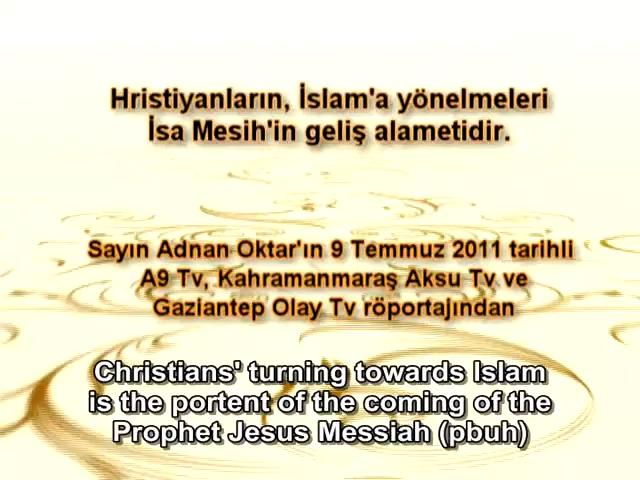 Hristiyanların, İslam'a yönelmeleri
İsa Mesih'in geliş alametidir.
Sayın Adnan Oktar'ın 9 Temmuz 2011 tarihli
A9 Tv, Kahramanmaraş Aksu Tv ve
Gaziantep Olay Tv röportajından
Christians' turning towards Islam
is the portent of the coming of the
Prophet Jesus Messiah (pbuh)